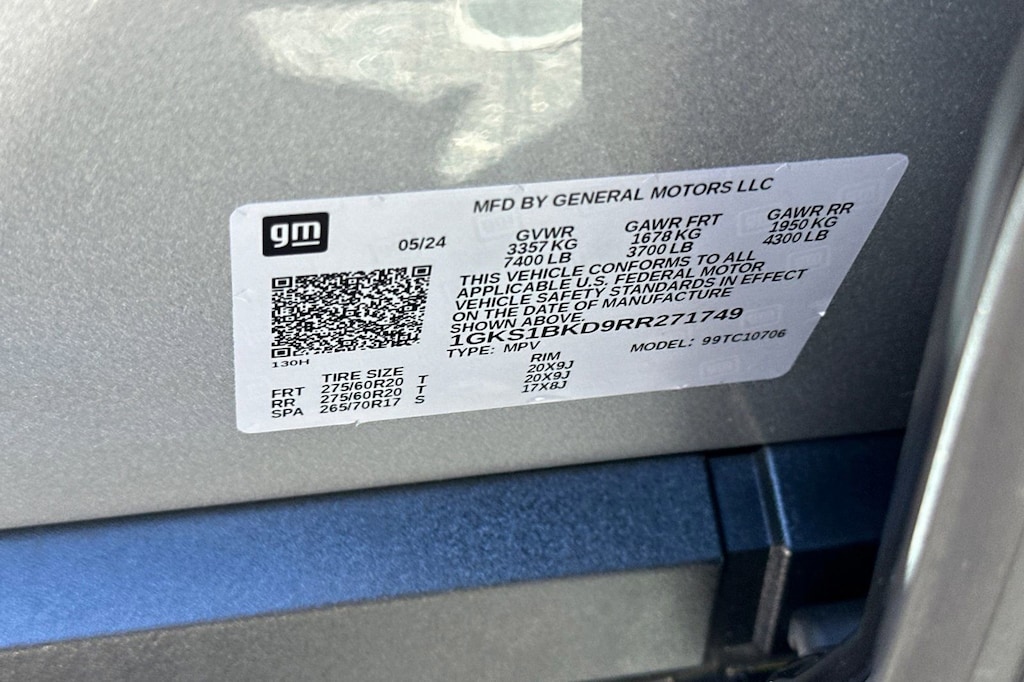 gm
MFD BY GENERAL MOTORS LLC
05/24
GVWR GAWR FRT GAWR RR
3357 KG 1678 KG 1950 KG
7400 LB 3700 LB 4300 LB
THIS VEHICLE CONFORMS TO ALL
APPLICABLE U.S. FEDERAL MOTOR
VEHICLE SAFETY STANDARDS IN EFFECT
ON THE DATE OF MANUFACTURE
SHOWN ABOVE.
1GKS1BKD9RR271749
TYPE: MPV MODEL: 99TC10706
130H
TIRE SIZE RIM
FRT 275/60R20 T 20X9J
RR 275/60R20 T 20X9J
SPA 265/70R17 S 17X8J